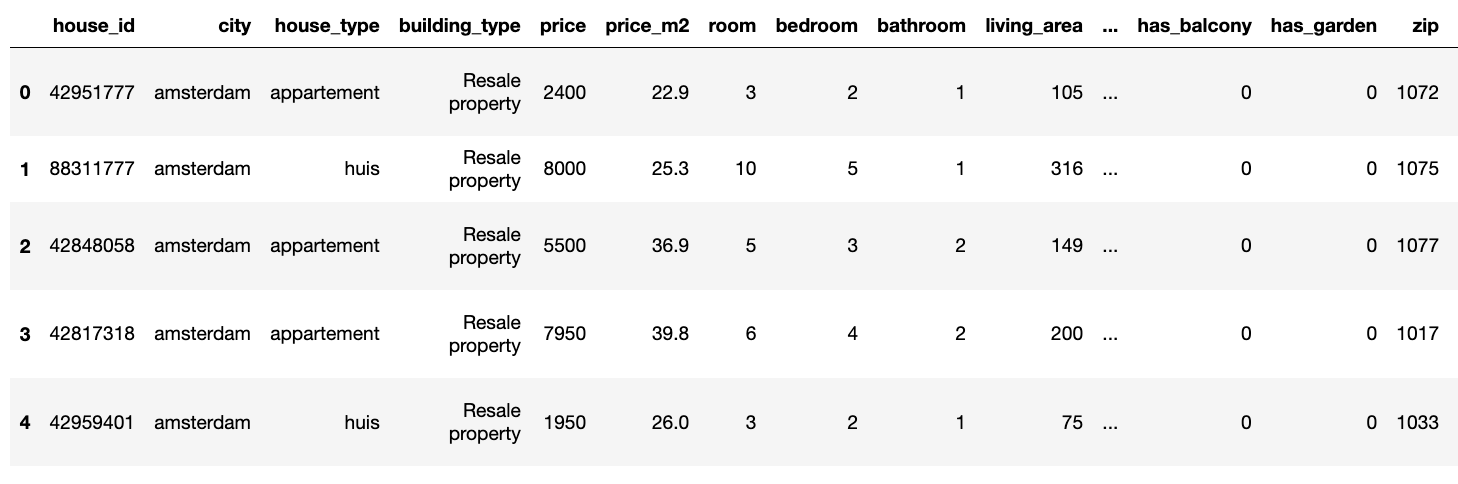 house_id city house_type building_type price price_m2 room bedroom bathroom living_area ... has_balcony has_garden zip
0 42951777 amsterdam appartement Resale property 2400 22.9 3 2 1 105 ... 0 0 1072
1 88311777 amsterdam huis Resale property 8000 25.3 10 5 1 316 ... 0 0 1075
2 42848058 amsterdam appartement Resale property 5500 36.9 5 3 2 149 ... 0 0 1077
3 42817318 amsterdam appartement Resale property 7950 39.8 6 4 2 200 ... 0 0 1017
4 42959401 amsterdam huis Resale property 1950 26.0 3 2 1 75 ... 0 0 1033